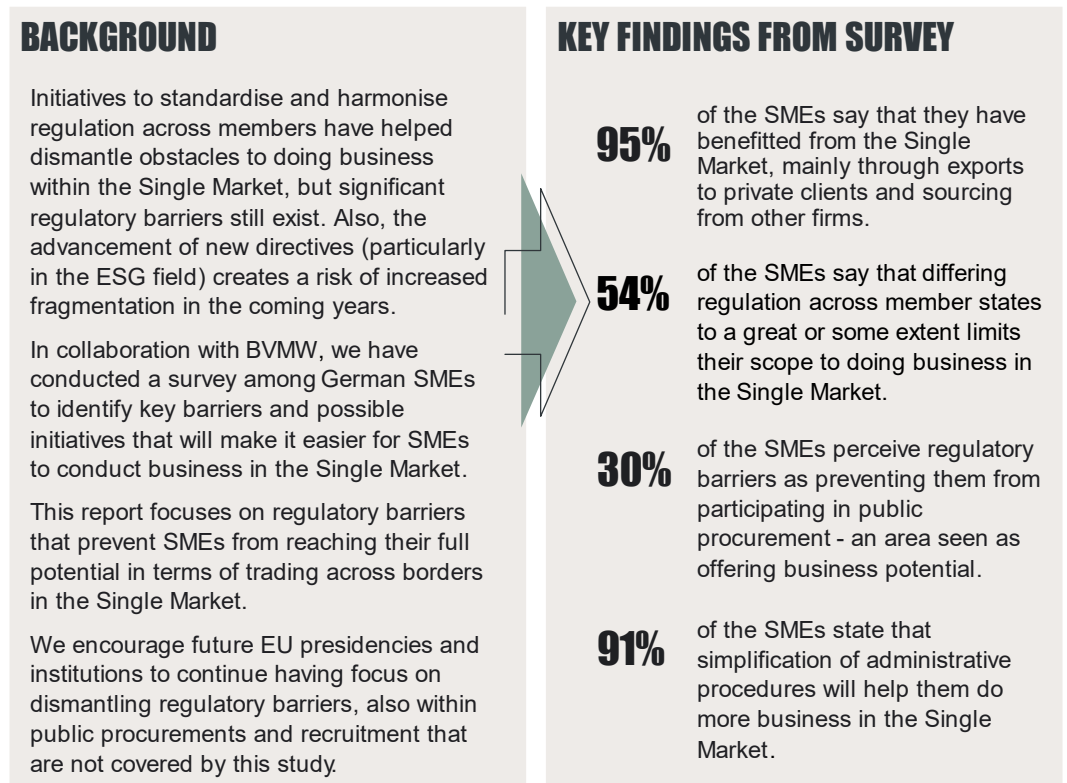 BACKGROUND
Initiatives to standardise and harmonise
regulation across members have helped
dismantle obstacles to doing business
within the Single Market, but significant
regulatory barriers still exist. Also, the
advancement of new directives (particularly
in the ESG field) creates a risk of increased
fragmentation in the coming years.
In collaboration with BVMW, we have
conducted a survey among German SMEs
to identify key barriers and possible
initiatives that will make it easier for SMEs
to conduct business in the Single Market.
This report focuses on regulatory barriers
that prevent SMEs from reaching their full
potential in terms of trading across borders
in the Single Market.
We encourage future EU presidencies and
institutions to continue having focus on
dismantling regulatory barriers, also within
public procurements and recruitment that
are not covered by this study.
KEY FINDINGS FROM SURVEY
95%
of the SMEs say that they have
benefitted from the Single
Market, mainly through exports
to private clients and sourcing
from other firms.
54%
of the SMEs say that differing
regulation across member states
to a great or some extent limits
their scope to doing business in
the Single Market.
30%
of the SMEs perceive regulatory
barriers as preventing them from
participating in public
procurement - an area seen as
offering business potential.
91%
of the SMEs state that
simplification of administrative
procedures will help them do
more business in the Single
Market.